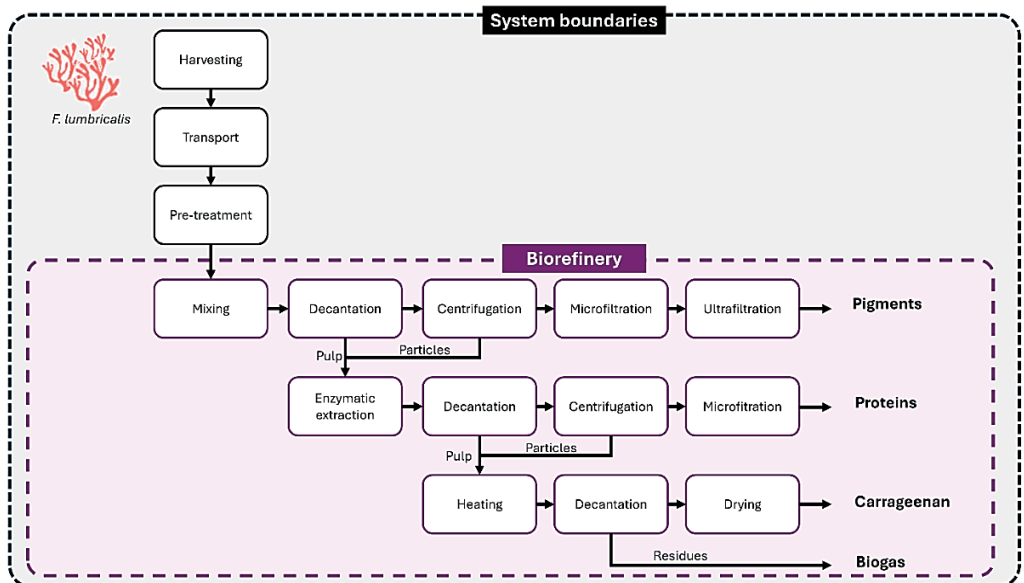 System boundaries
Harvesting
F. lumbricalis
Transport
Pre-treatment
Biorefinery
Mixing
Decantation
Centrifugation
Microfiltration
Ultrafiltration
Pigments
Pulp
Particles
Enzymatic
extraction
Decantation
Centrifugation
Microfitration
Proteins
Pulp
Particles
Heating
Decantation
Drying
Carrageenan
Residues
Biogas